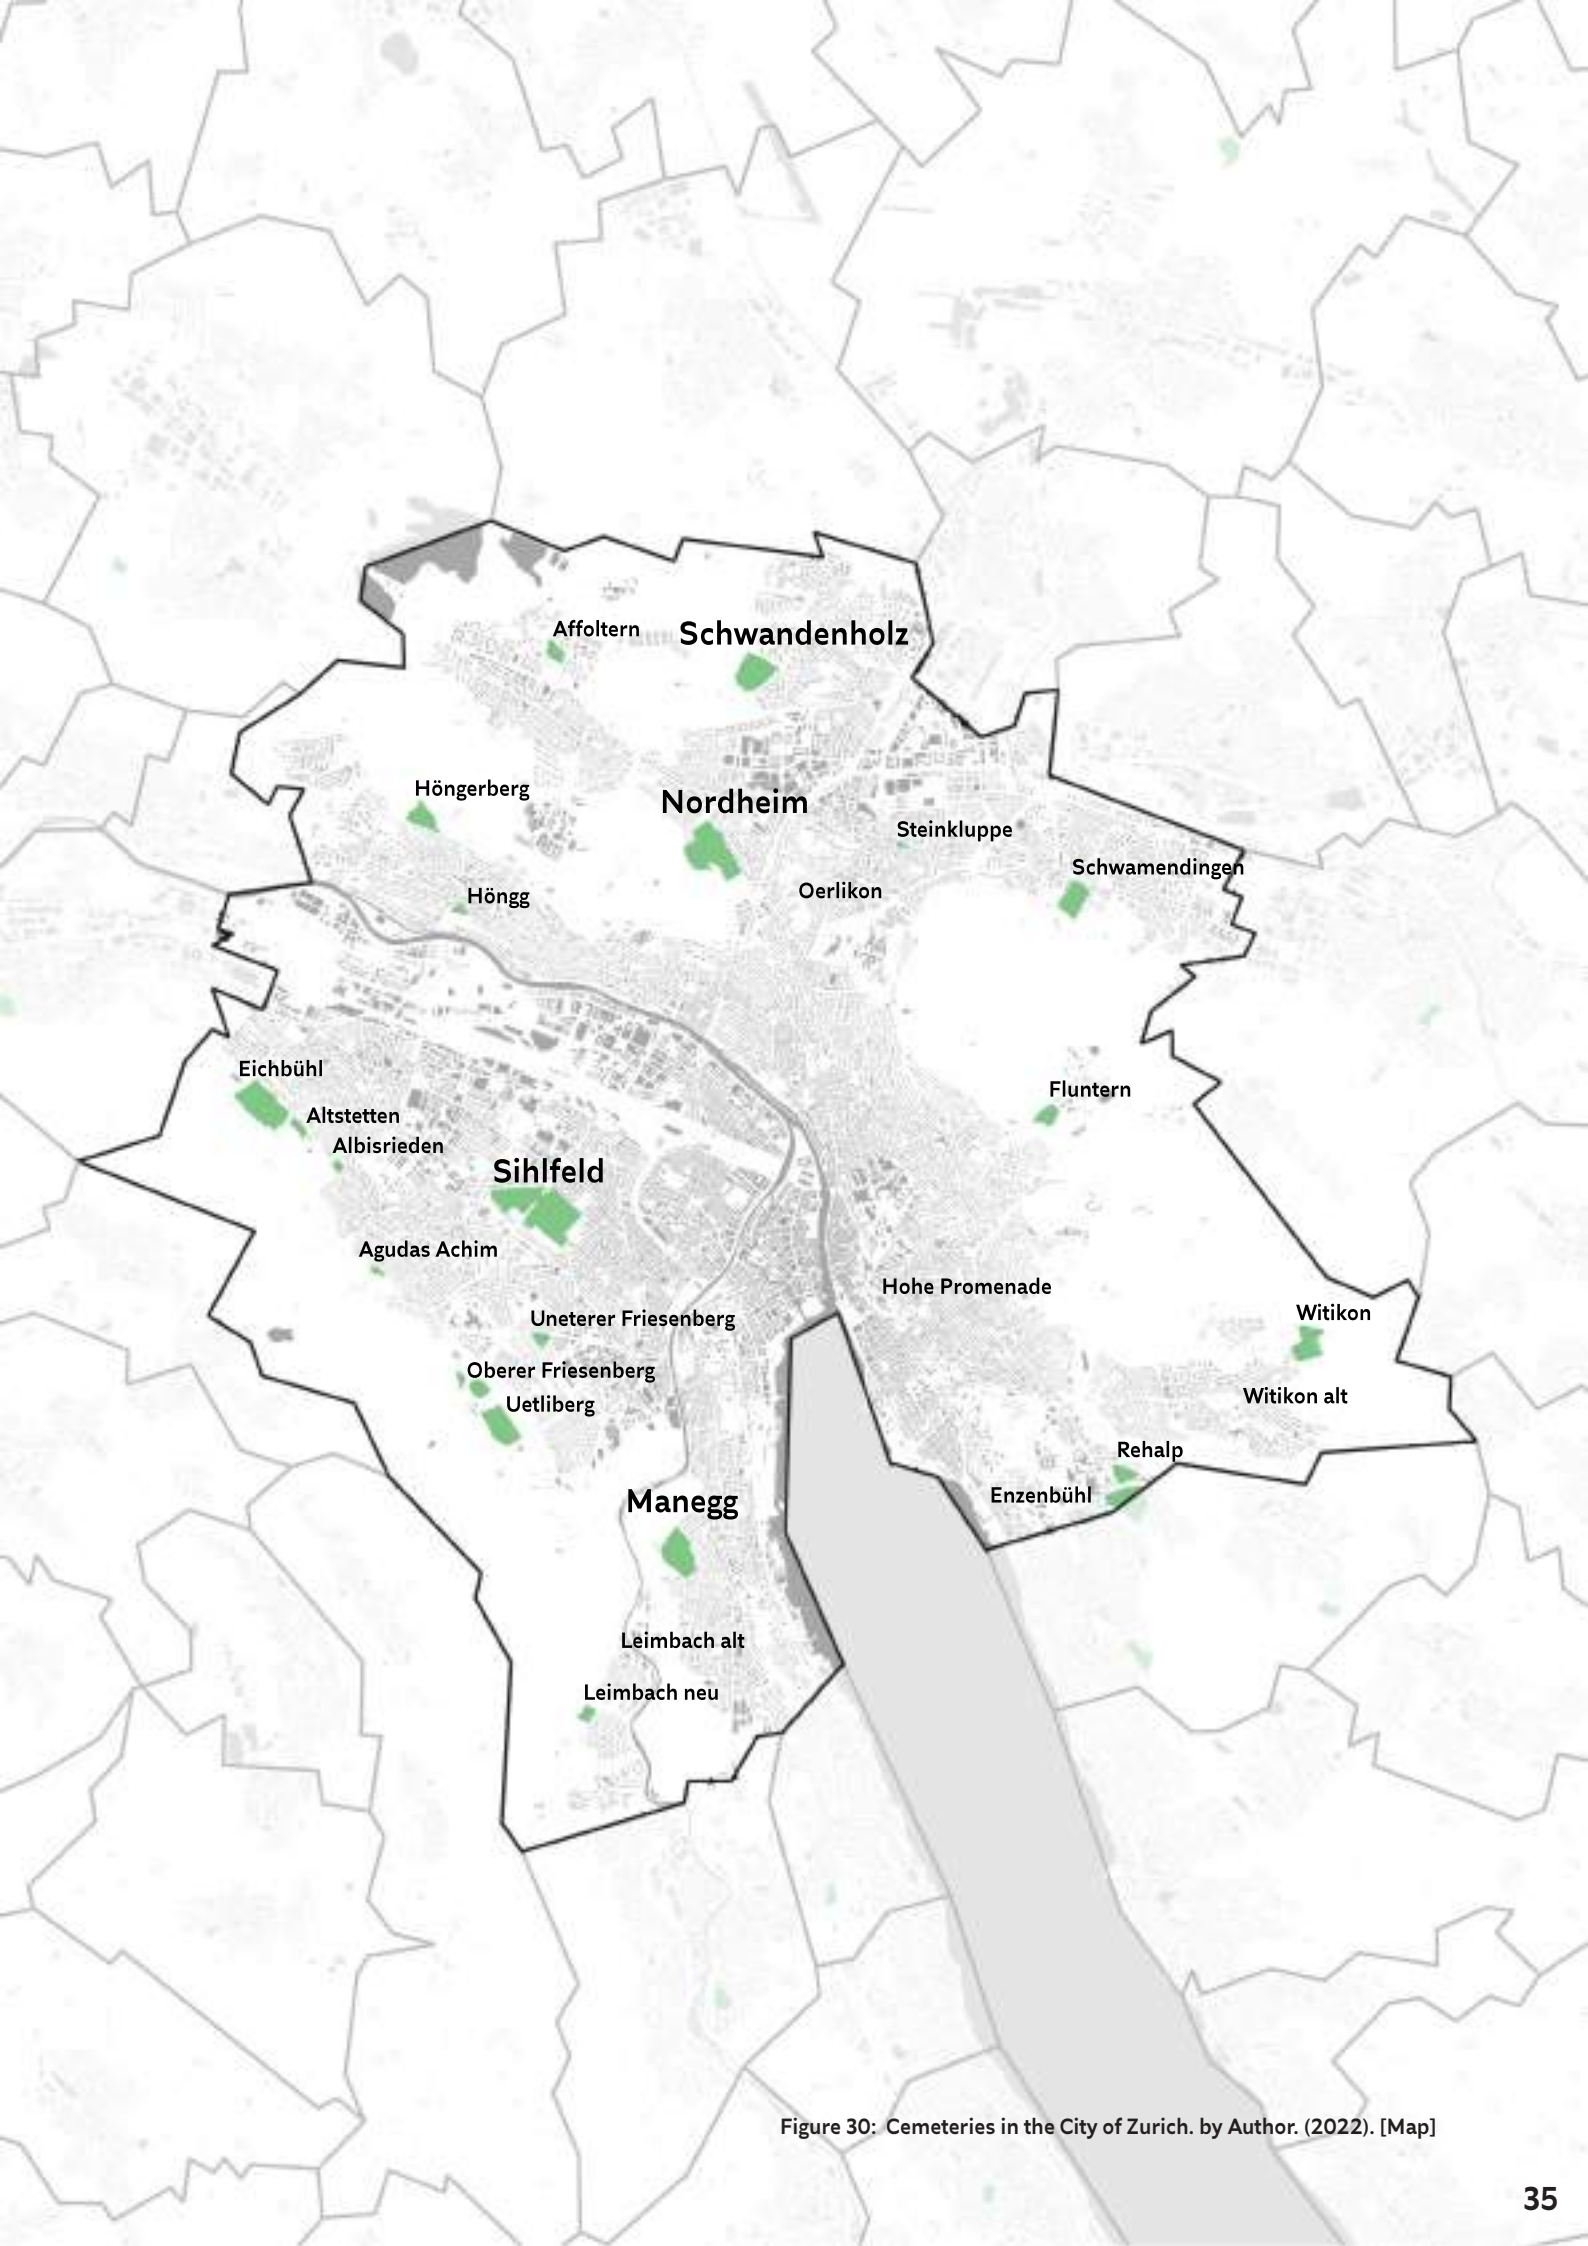 Affoltern
Schwandenholz
Höngerberg
Nordheim
Steinkluppe
Schwamendingen
Oerlikon
Höngg
Eichbühl
Fluntern
Altstetten
Albisrieden
Sihlfeld
Agudas Achim
Hohe Promenade
Uneterer Friesenberg
Witikon
Oberer Friesenberg
Uetliberg
Witikon alt
Rehalp
Enzenbühl
Manegg
Leimbach alt
Leimbach neu
Figure 30: Cemeteries in the City of Zurich. by Author. (2022). [Map]
35